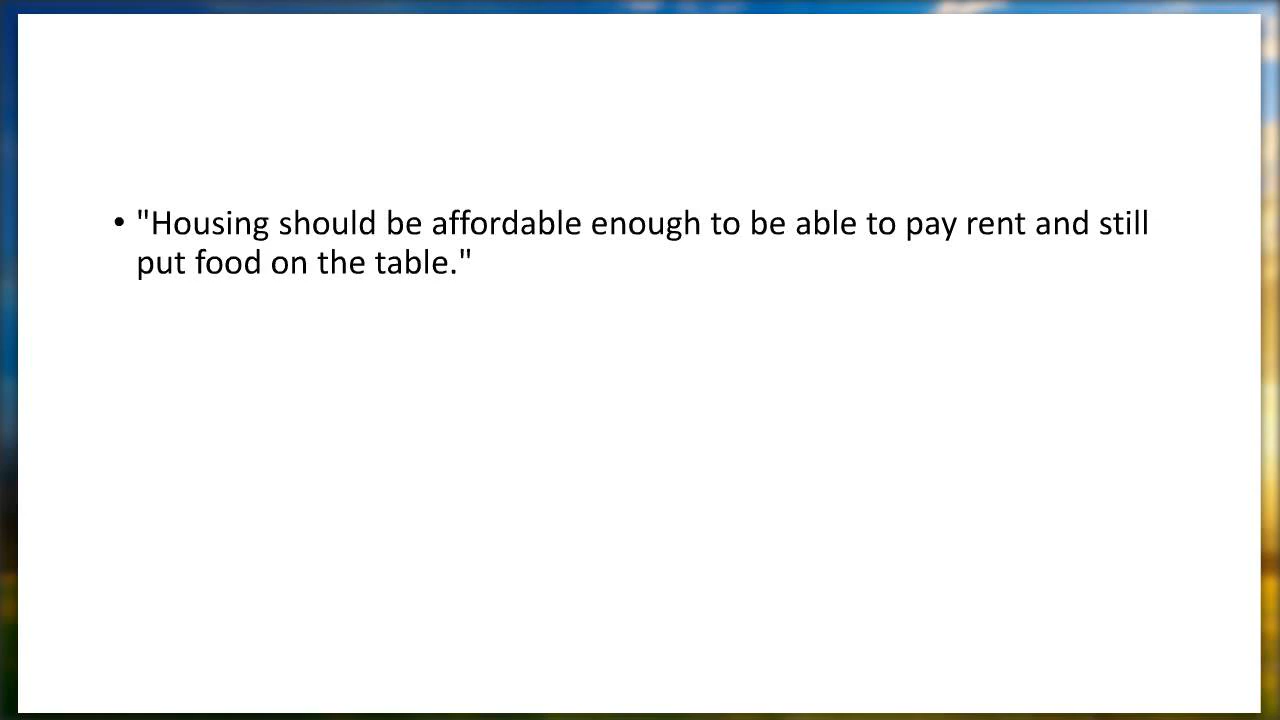 • "Housing should be affordable enough to be able to pay rent and still
put food on the table."